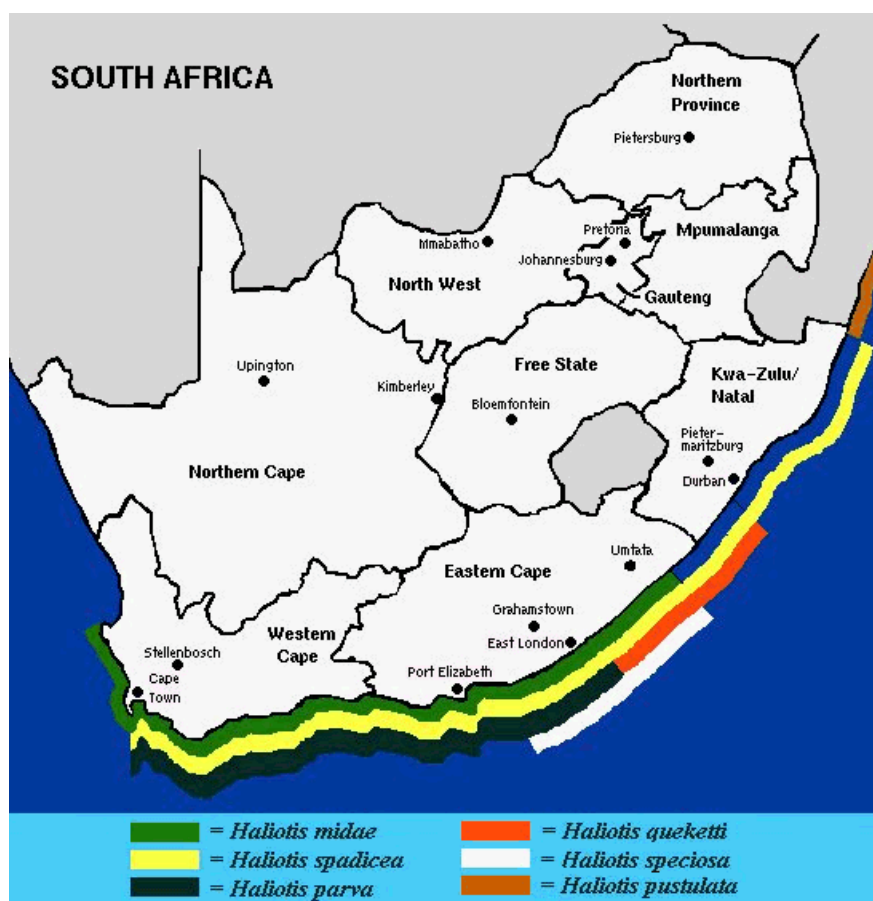 SOUTH AFRICA
Northern
Province
Pietersburg
Pretoria
Mpumalanga
Mmabatho
Johannesburg
North West
Gauteng
Free State
Upington
Kimberley
Kwa-Zulu/
Natal
Bloemfontein
Pieter-
maritzburg
Northern Cape
Durban
Umtata
Eastern Cape
Grahamstown
Western
Cape
East London
Stellenbosch
Port Elizabeth
Cape
Town
= Haliotis midae
= Haliotis queketti
= Haliotis spadicea
= Haliotis speciosa
= Haliotis parva
= Haliotis pustulata